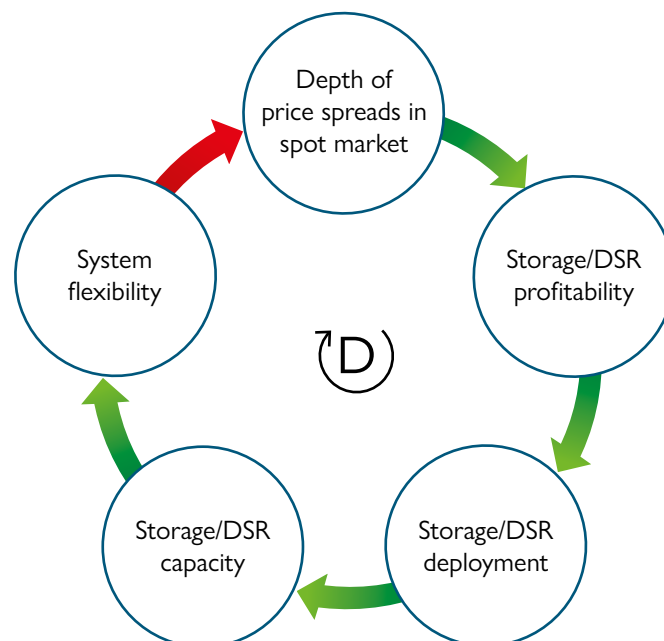 Depth of
price spreads in
spot market
Storage/DSR
profitability
Storage/DSR
deployment
Storage/DSR
capacity
System
flexibility
D